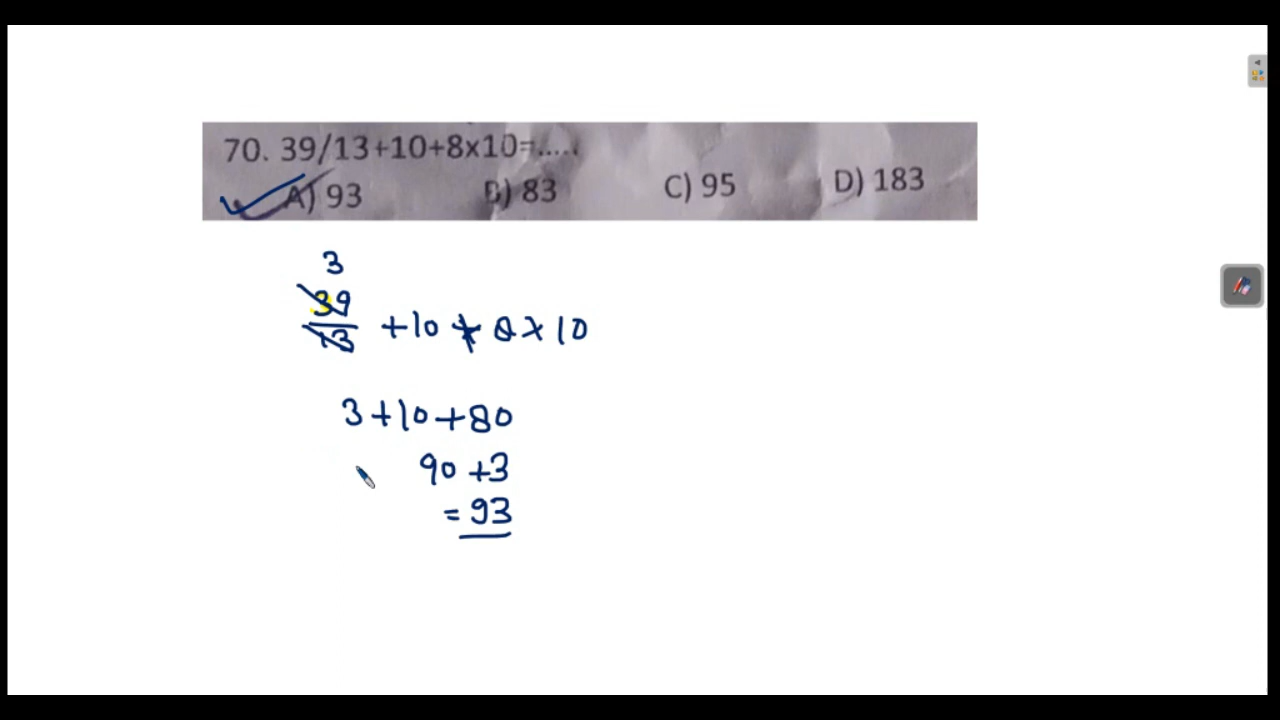 70. 39/13+10+8x10=.....
A) 93 B) 83 C) 95 D) 183
3
39
13 +10 + 8 x 10
3+10+80
90 +3
= 93